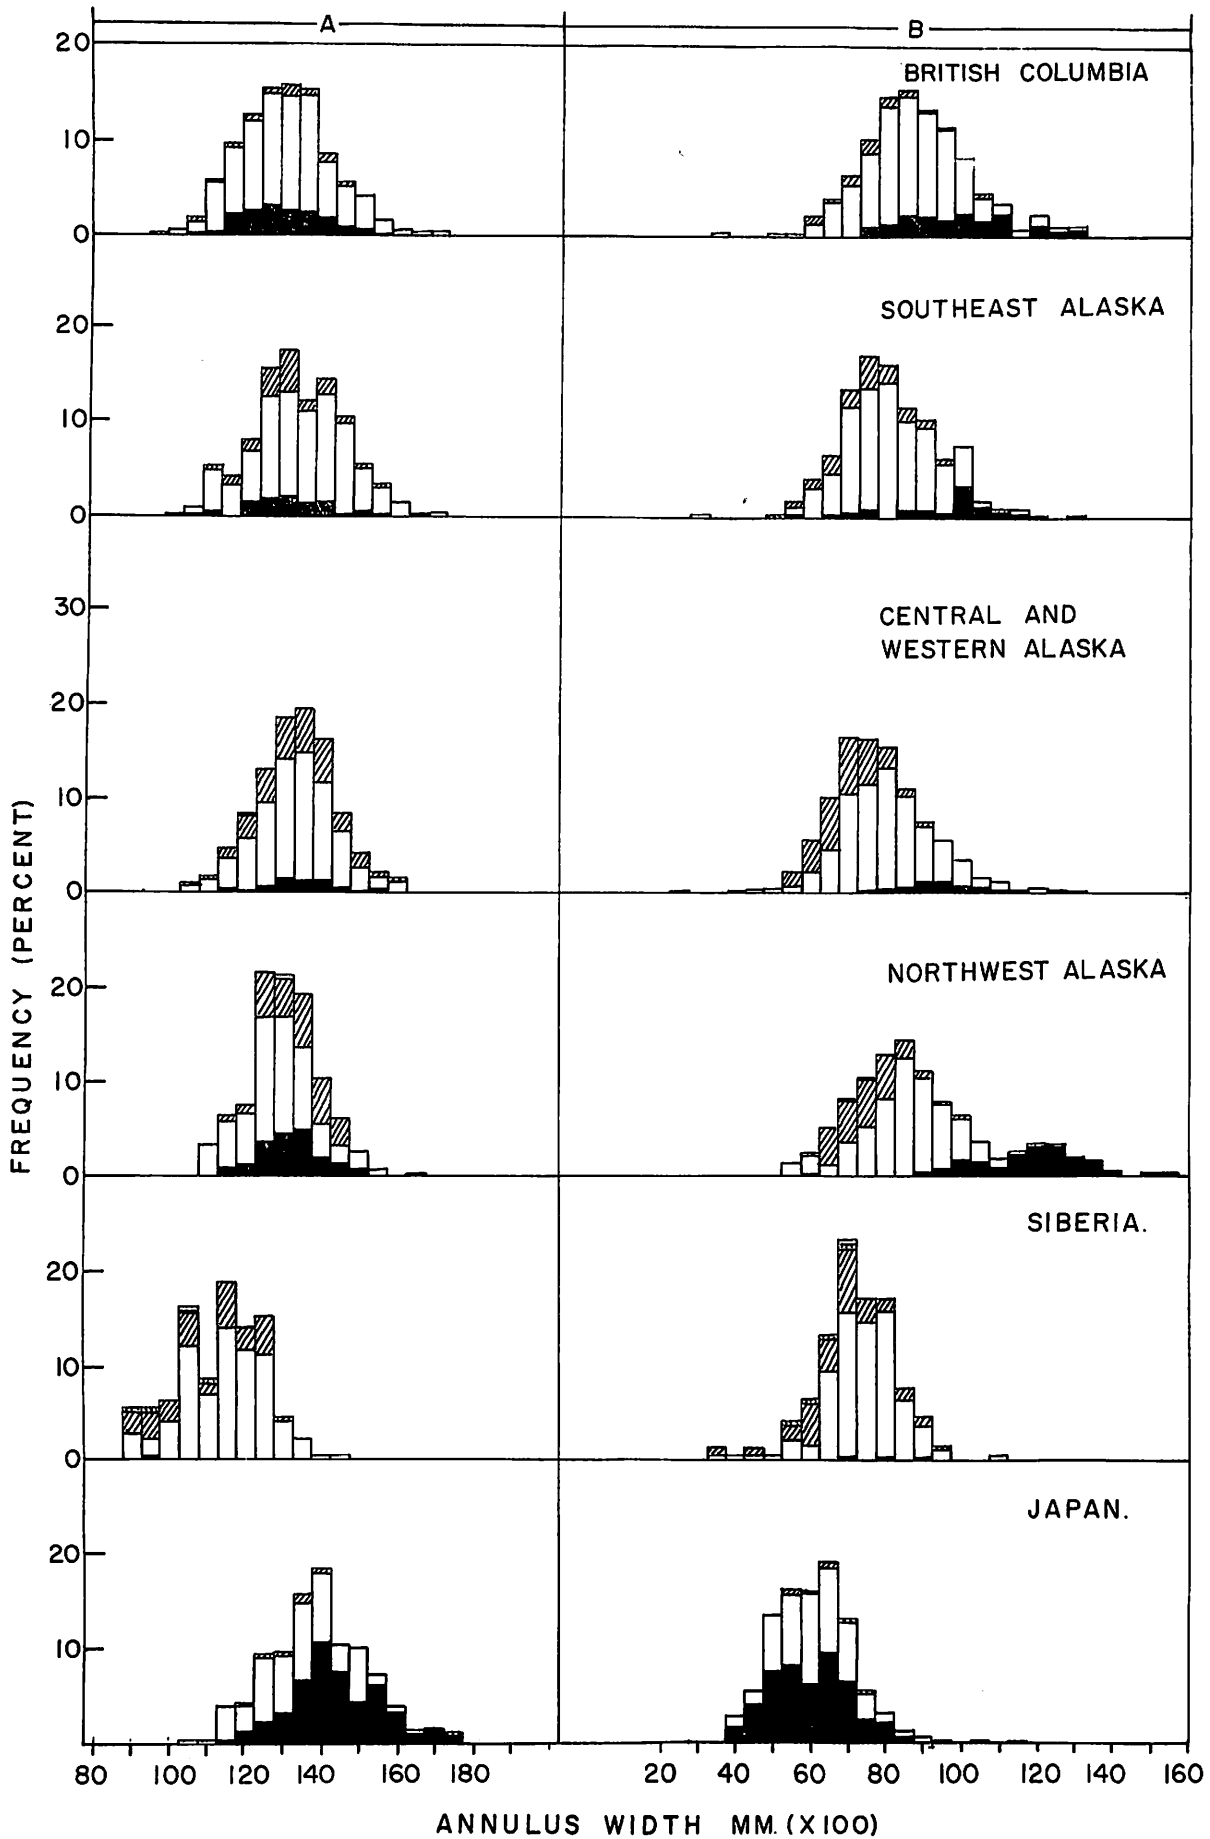 A
B
20
10
0
BRITISH COLUMBIA
20
10
0
SOUTHEAST ALASKA
30
20
10
0
CENTRAL AND
WESTERN ALASKA
20
10
0
NORTHWEST ALASKA
20
10
0
SIBERIA.
20
10
JAPAN.
FREQUENCY (PERCENT)
80 100 120 140 160 180 20 40 60 80 100 120 140 160
ANNULUS WIDTH MM. (X100)